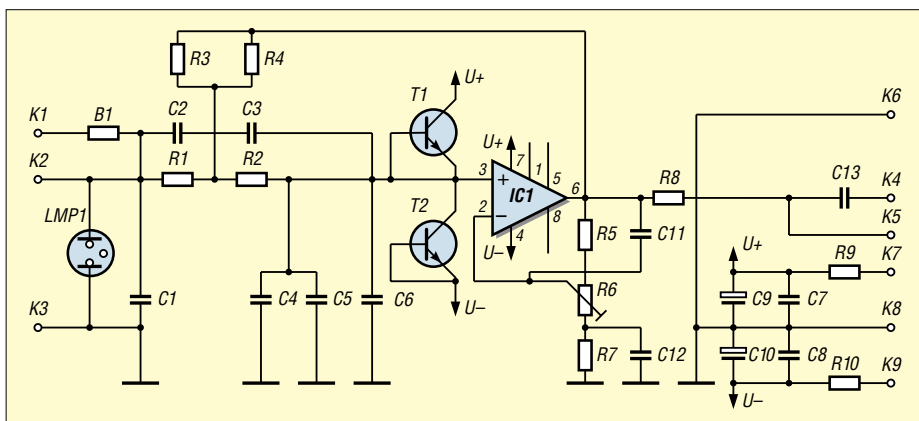 R3
R4
U+
T1
K6
K1
B1
C2
C3
U+
7
1
5
C13
K2
R1
R2
3
+
IC1
6
R8
K4
LMP1
T2
2
−
8
C11
K5
4
U−
R5
U+
R9
K7
C1
C4
C5
C6
R6
C9
C7
K3
U−
K8
R7
C12
C10
C8
R10
K9
U−